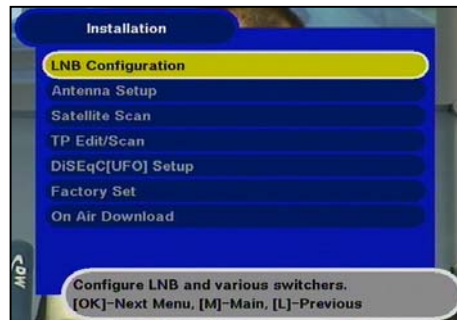 Installation
LNB Configuration
Antenna Setup
Satellite Scan
TP Edit/Scan
DiSEqC[UFO] Setup
Factory Set
On Air Download
Configure LNB and various switchers.
[OK]-Next Menu, [M]-Main, [L]-Previous